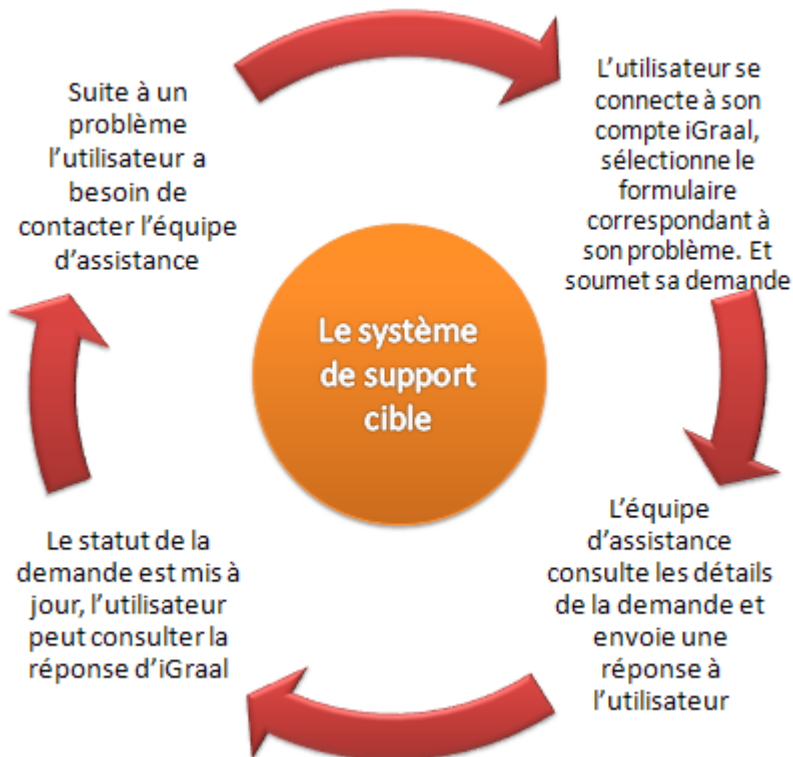 Suite à un
problème
l'utilisateur a
besoin de
contacter l'équipe
d'assistance
L'utilisateur se
connecte à son
compte iGraal,
sélectionne le
formulaire
correspondant à
son problème. Et
soumet sa demande
Le système
de support
cible
L'équipe
d'assistance
consulte les détails
de la demande et
envoie une
réponse à
l'utilisateur
Le statut de la
demande est mis à
jour, l'utilisateur
peut consulter la
réponse d'iGraal